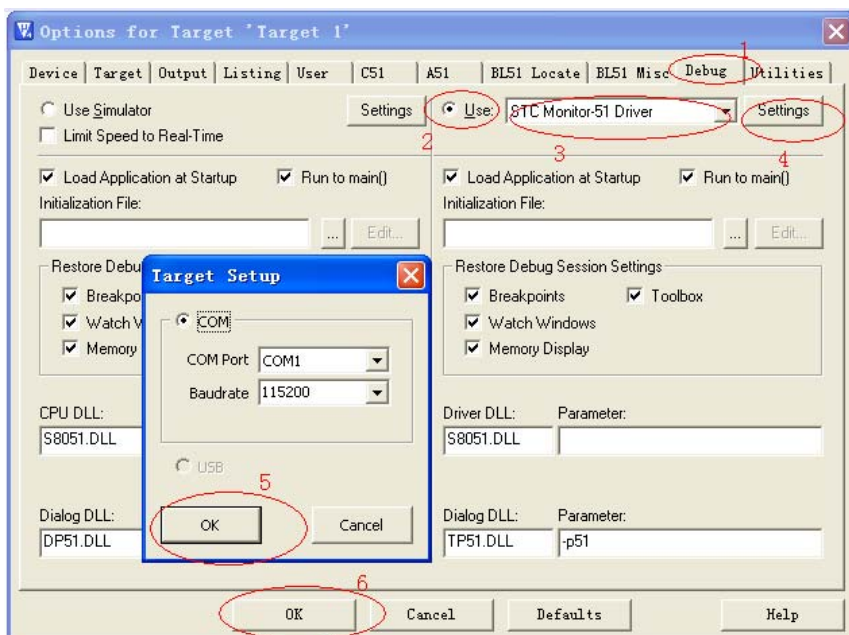 Options for Target 'Target 1'
1
Device Target Output Listing User C51 A51 BL51 Locate BL51 Misc Debug Utilities
Use Simulator Settings Use: STC Monitor-51 Driver Settings
2
Limit Speed to Real-Time
3
4
Load Application at Startup Run to main() Load Application at Startup Run to main()
Initialization File: Initialization File:
... Edit... ... Edit...
Restore Debu Restore Debug Session Settings
Target Setup
Breakpo Breakpoints Toolbox
COM
Watch W Watch Windows
Memory Memory Display
COM Port COM1
Baudrate 115200
CPU DLL: Driver DLL: Parameter:
S8051.DLL S8051.DLL
USB
5
Dialog DLL: Dialog DLL: Parameter:
OK Cancel
DP51.DLL TP51.DLL -p51
6
OK Cancel Defaults Help